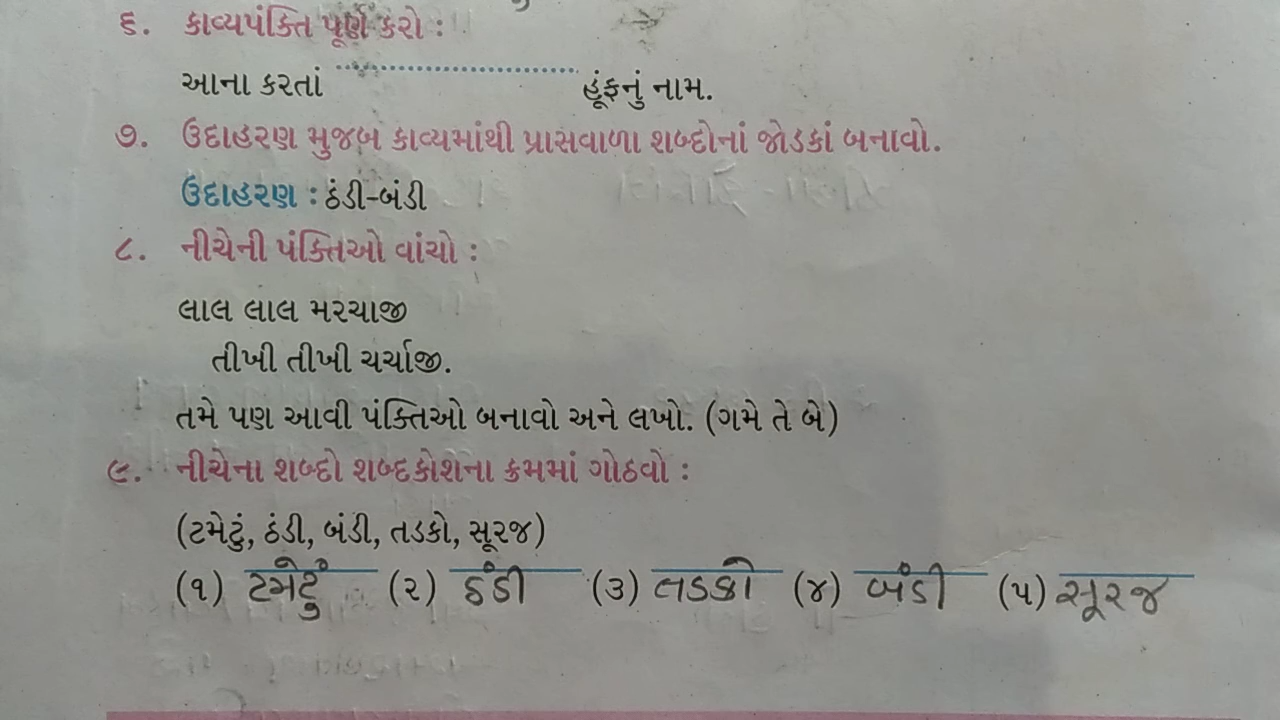 ૬. કાવ્યપંક્તિ પૂર્ણ કરો :
આના કરતાં ........................................ હૂંફનું નામ.
૭. ઉદાહરણ મુજબ કાવ્યમાંથી પ્રાસવાળા શબ્દોનાં જોડકાં બનાવો.
ઉદાહરણ : ઠંડી-બંડી
૮. નીચેની પંક્તિઓ વાંચો :
લાલ લાલ મરચાજી
તીખી તીખી ચર્ચાજી.
તમે પણ આવી પંક્તિઓ બનાવો અને લખો. (ગમે તે બે)
૯. નીચેના શબ્દો શબ્દકોશના ક્રમમાં ગોઠવો :
(ટમેટું, ઠંડી, બંડી, તડકો, સૂરજ)
(૧) ટમેટું (૨) ઠંડી (૩) તડકો (૪) બંડી (૫) સૂરજ